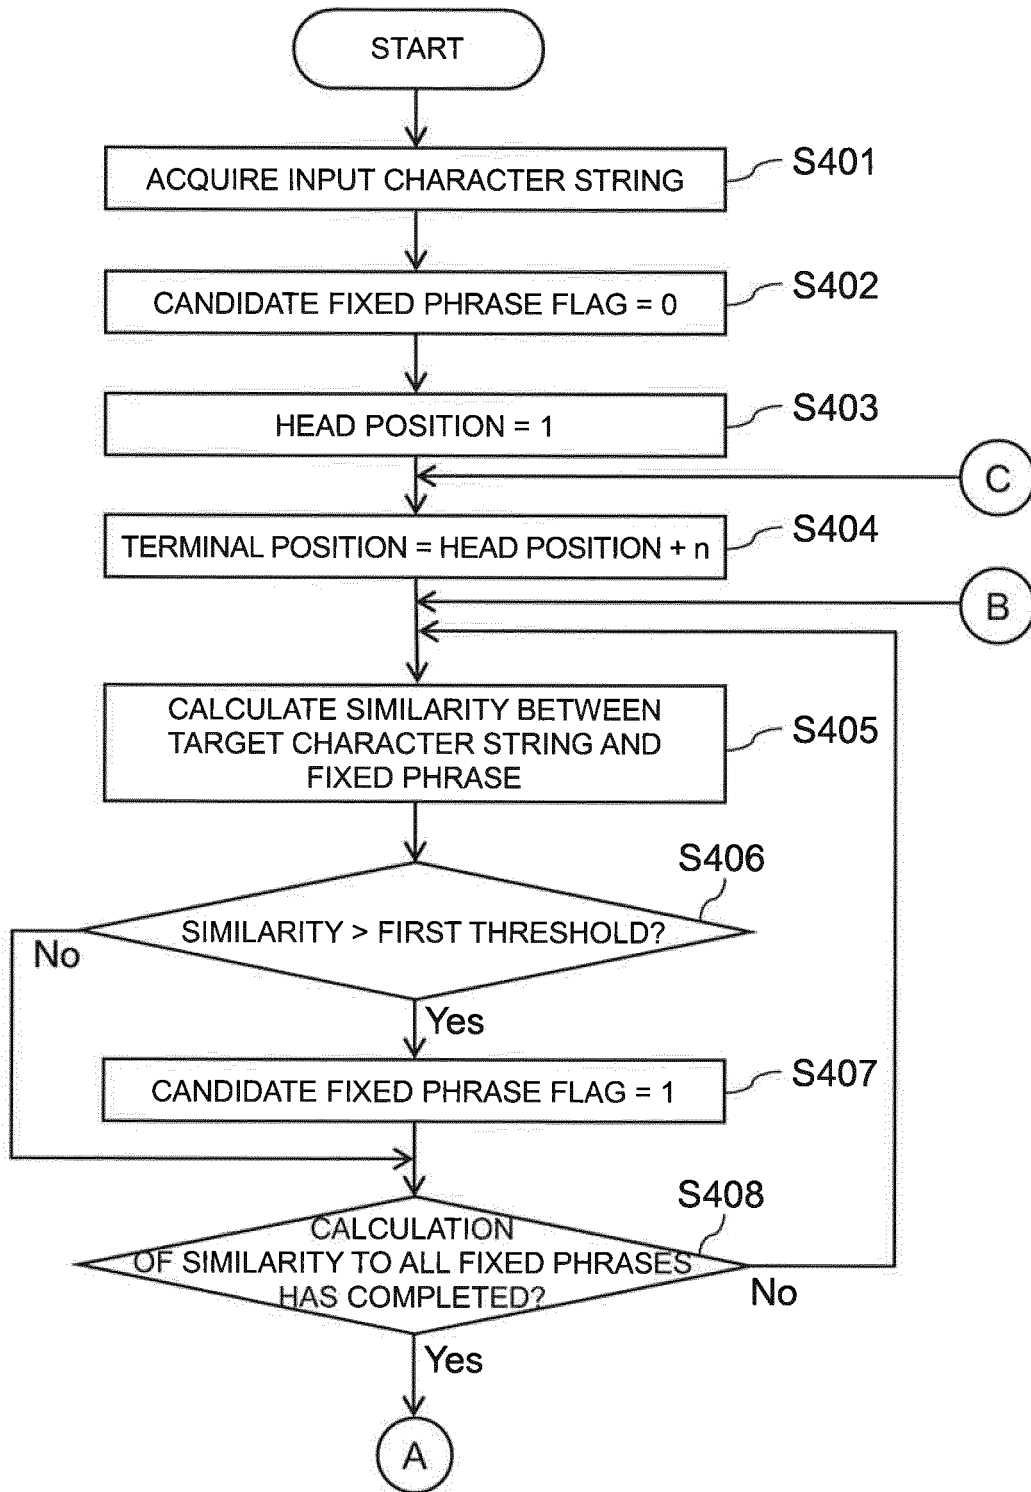 START
ACQUIRE INPUT CHARACTER STRING
S401
CANDIDATE FIXED PHRASE FLAG = 0
S402
HEAD POSITION = 1
S403
C
TERMINAL POSITION = HEAD POSITION + n
S404
B
CALCULATE SIMILARITY BETWEEN
TARGET CHARACTER STRING AND
FIXED PHRASE
S405
S406
SIMILARITY > FIRST THRESHOLD?
No
Yes
CANDIDATE FIXED PHRASE FLAG = 1
S407
S408
CALCULATION
OF SIMILARITY TO ALL FIXED PHRASES
HAS COMPLETED?
No
Yes
A